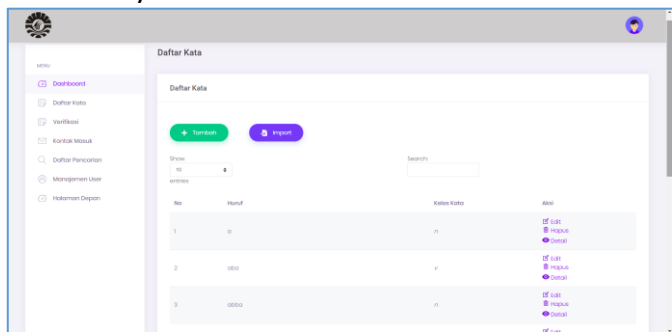 Daftar Kata
MENU
Dashboard
Daftar Kata
Verifikasi
Kontak Masuk
Daftar Pencarian
Manajemen User
Halaman Depan
Daftar Kata
+ Tambah
Import
Show
10
entries
Search:
No Huruf Kelas Kata Aksi
1 a n Edit
Hapus
Detail
2 aba v Edit
Hapus
Detail
3 abba n Edit
Hapus
Detail
Edit